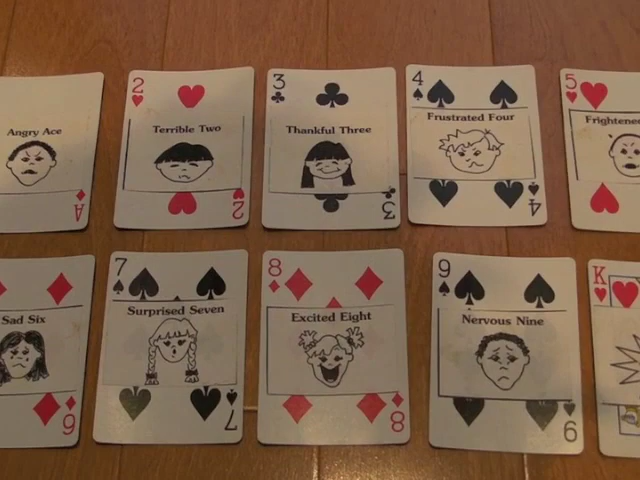 Angry Ace
A
2
Terrible Two
2
3
Thankful Three
3
4
Frustrated Four
4
5
Sad Six
6
7
Surprised Seven
7
8
Excited Eight
8
9
Nervous Nine
9
K